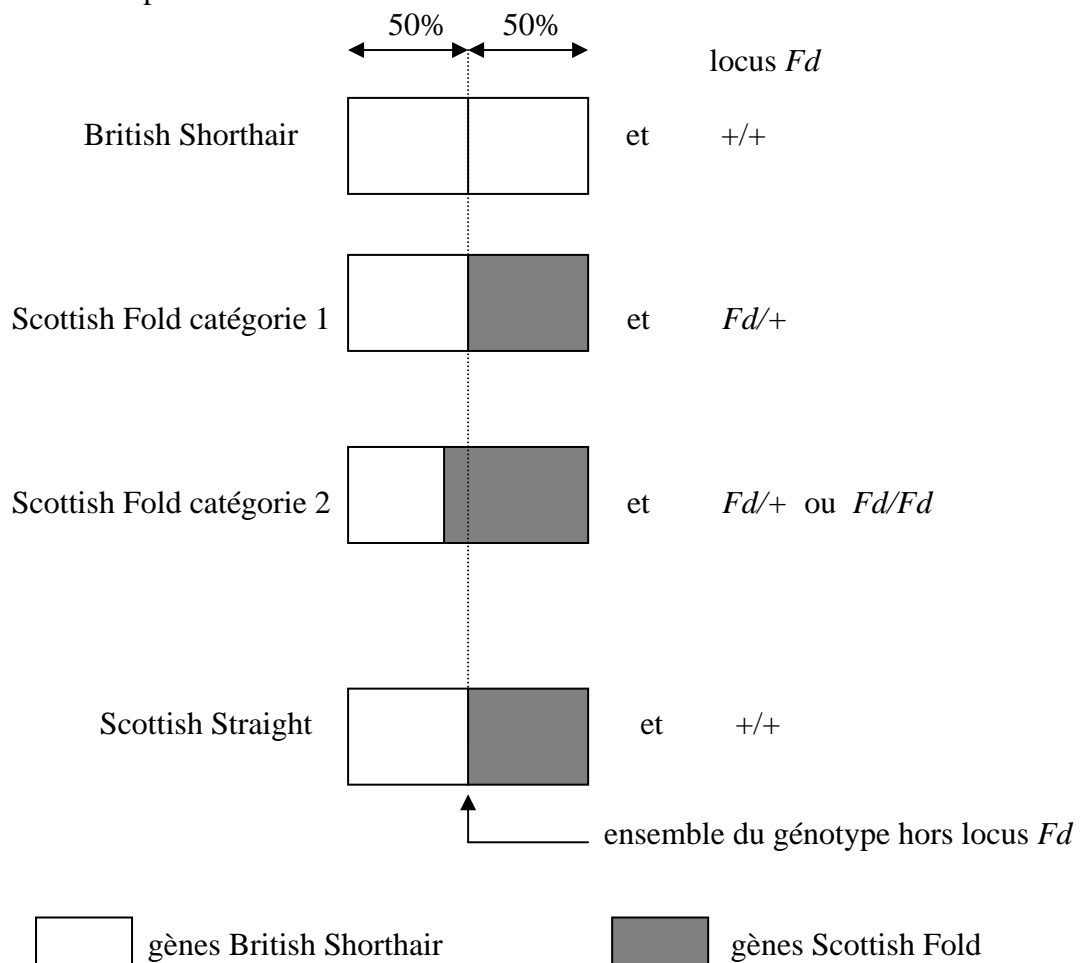 50% 50%
locus Fd
British Shorthair et +/+
Scottish Fold catégorie 1 et Fd/+
Scottish Fold catégorie 2 et Fd/+ ou Fd/Fd
Scottish Straight et +/+
ensemble du génotype hors locus Fd
gènes British Shorthair gènes Scottish Fold